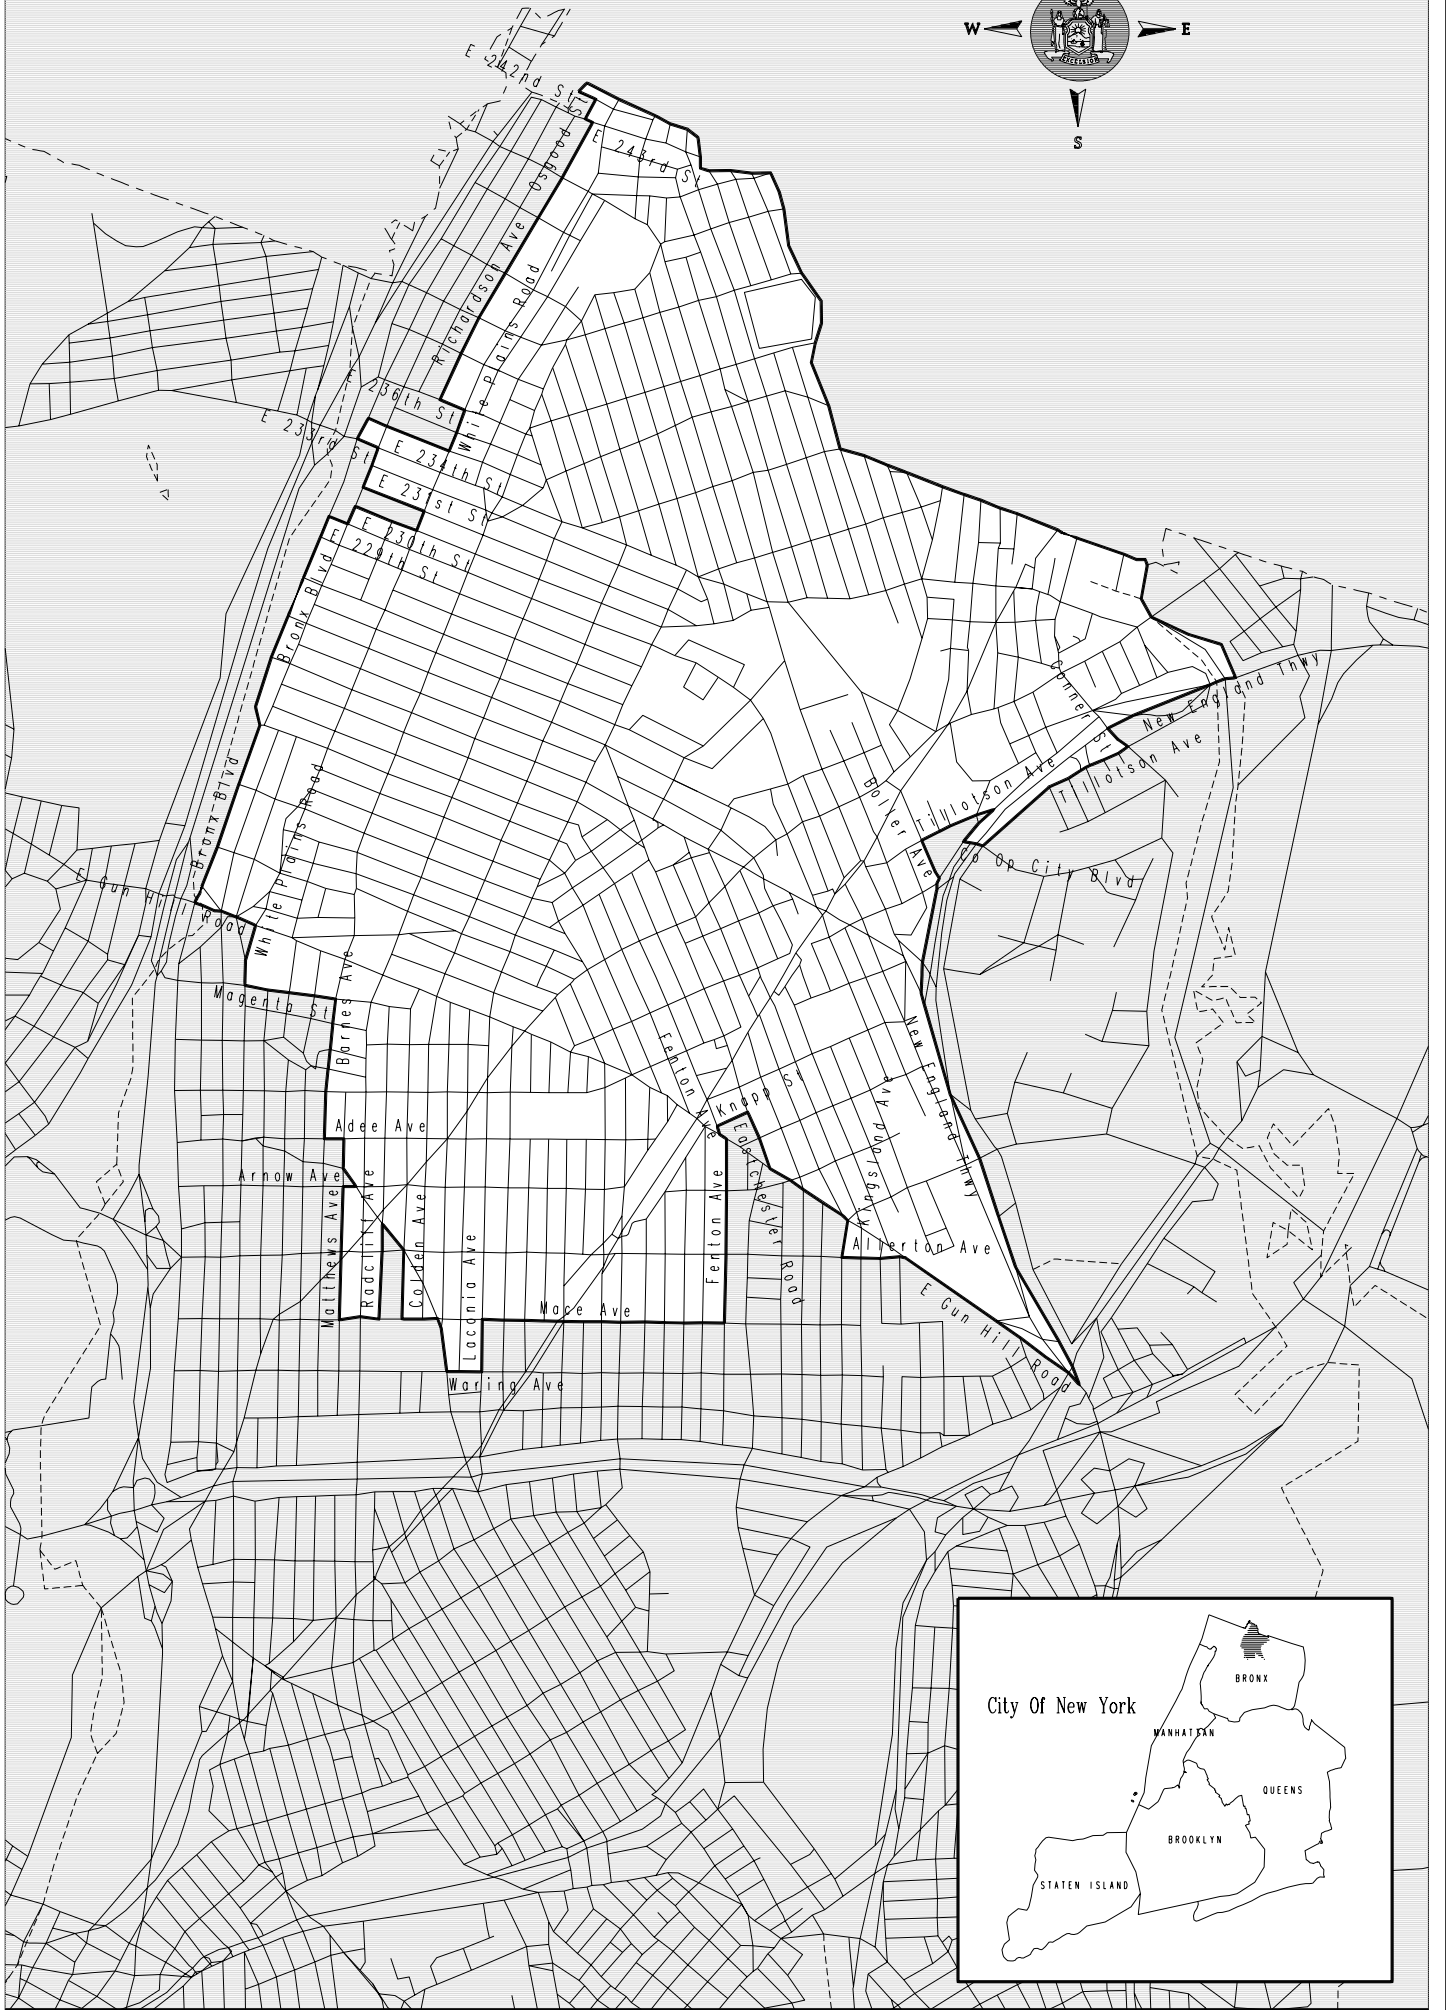 W
E
EXCELSIOR
S
E 242nd St
Osgood St
E 243rd St
Richardson Ave
White Plains Road
E 236th St
E 233rd St
E 234th St
E 231st St
E 230th St
E 229th St
Bronx Blvd
Conner St
New England Thwy
Tillotson Ave
Tillotson Ave
Boller Ave
Co Op City Blvd
Bronx Blvd
White Plains Road
E Gun Hill Road
Magenta St
Barnes Ave
Fenton Ave
Knapp St
New England Thwy
Kingsland Ave
Adee Ave
Arnow Ave
Eastchester Road
Matthews Ave
Radcliff Ave
Colden Ave
Laconia Ave
Fenton Ave
Allerton Ave
Mace Ave
E Gun Hill Road
Waring Ave
City Of New York
BRONX
MANHATTAN
QUEENS
BROOKLYN
STATEN ISLAND